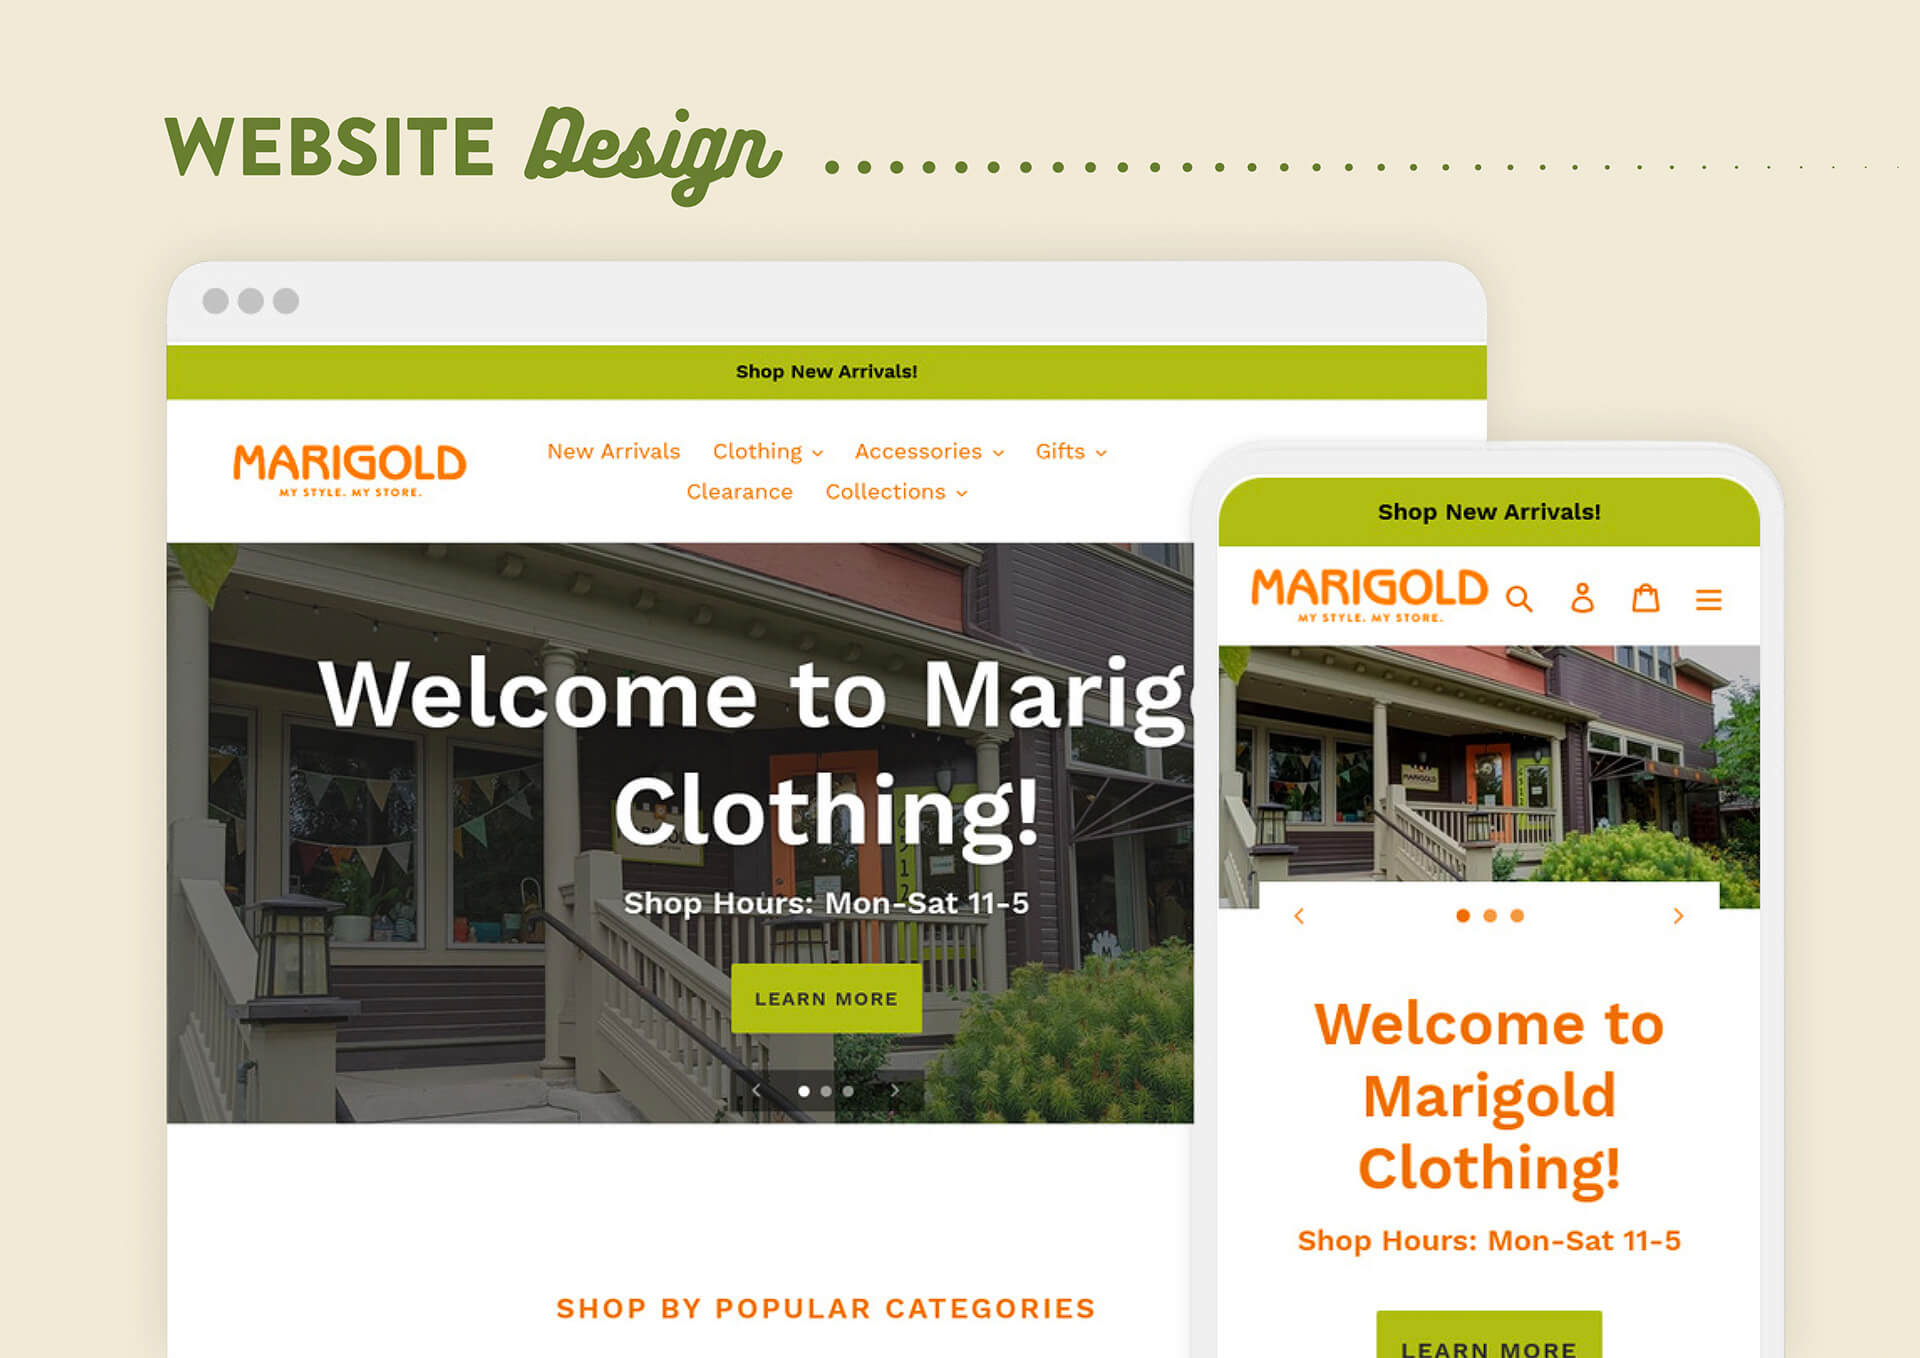 WEBSITE Design
Shop New Arrivals!
MARIGOLD
MY STYLE. MY STORE.
New Arrivals Clothing Accessories Gifts
Clearance Collections
Welcome to Marig
Clothing!
Shop Hours: Mon-Sat 11-5
LEARN MORE
SHOP BY POPULAR CATEGORIES
Shop New Arrivals!
MARIGOLD
MY STYLE. MY STORE.
MARIGOLD
Welcome to
Marigold
Clothing!
Shop Hours: Mon-Sat 11-5
LEARN MORE